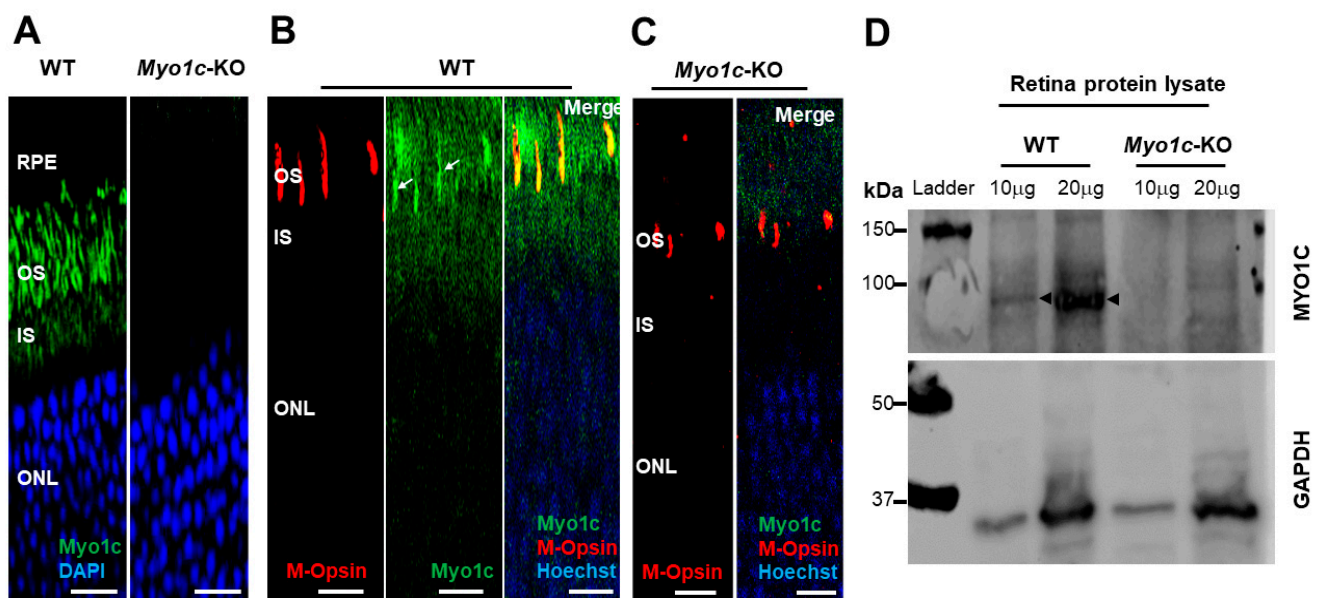 A
WT
Myo1c-KO
RPE
OS
IS
ONL
Myo1c
DAPI
B
WT
Merge
OS
IS
ONL
M-Opsin
Myo1c
Myo1c
M-Opsin
Hoechst
C
Myo1c-KO
Merge
OS
IS
ONL
M-Opsin
Myo1c
M-Opsin
Hoechst
D
Retina protein lysate
WT Myo1c-KO
kDa Ladder 10µg 20µg 10µg 20µg
150
100
MYO1C
50
37
GAPDH